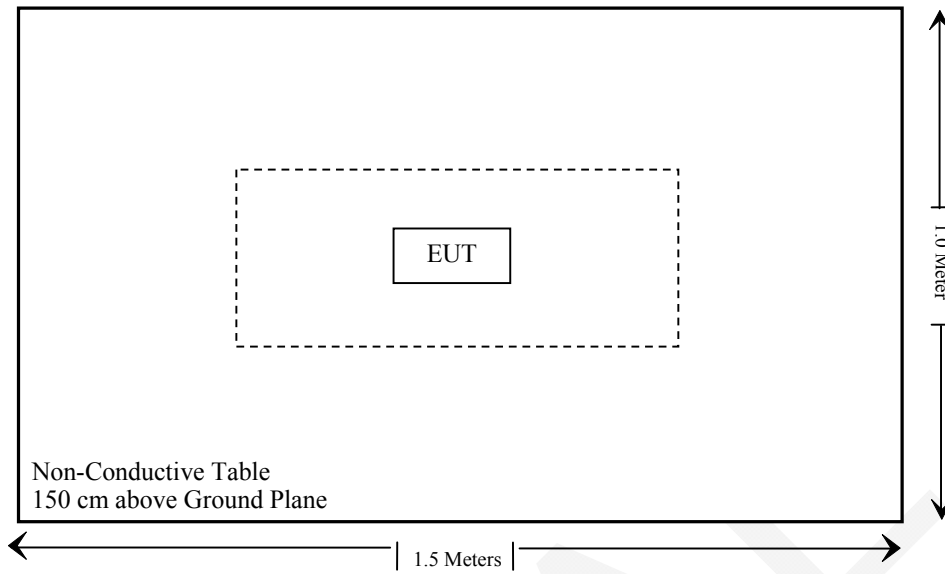 EUT
1.0 Meter
Non-Conductive Table
150 cm above Ground Plane
1.5 Meters